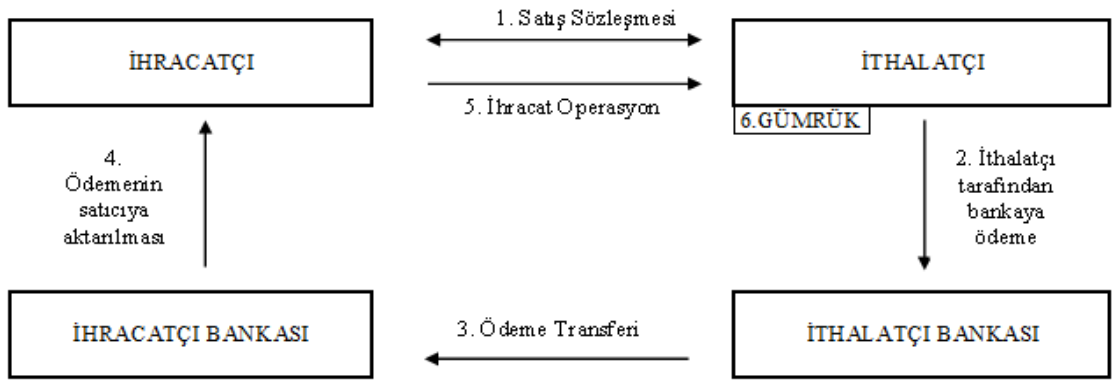 1. Satış Sözleşmesi
İHRACATÇI
İTHALATÇI
5. İhracat Operasyon
6.GÜMRÜK
4.
Ödemenin
satıcıya
aktarılması
2. İthalatçı
tarafından
bankaya
ödeme
İHRACATÇI BANKASI
3. Ödeme Transferi
İTHALATÇI BANKASI